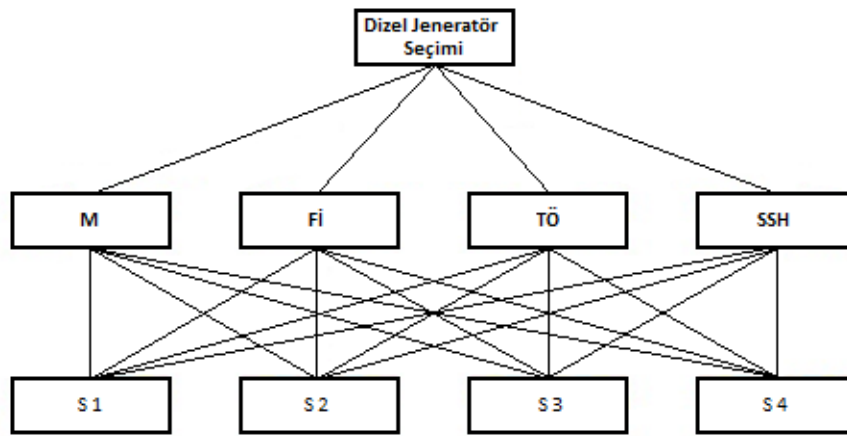 Dizel Jeneratör
Seçimi
M
Fİ
TÖ
SSH
S 1
S 2
S 3
S 4